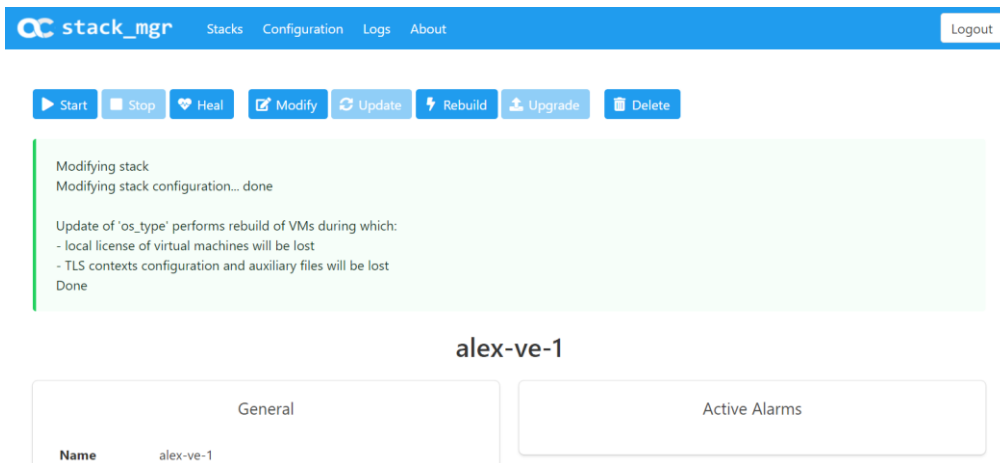 stack_mgr Stacks Configuration Logs About Logout
Start Stop Heal Modify Update Rebuild Upgrade Delete
Modifying stack
Modifying stack configuration... done
Update of 'os_type' performs rebuild of VMs during which:
- local license of virtual machines will be lost
- TLS contexts configuration and auxiliary files will be lost
Done
alex-ve-1
General
Active Alarms
Name alex-ve-1